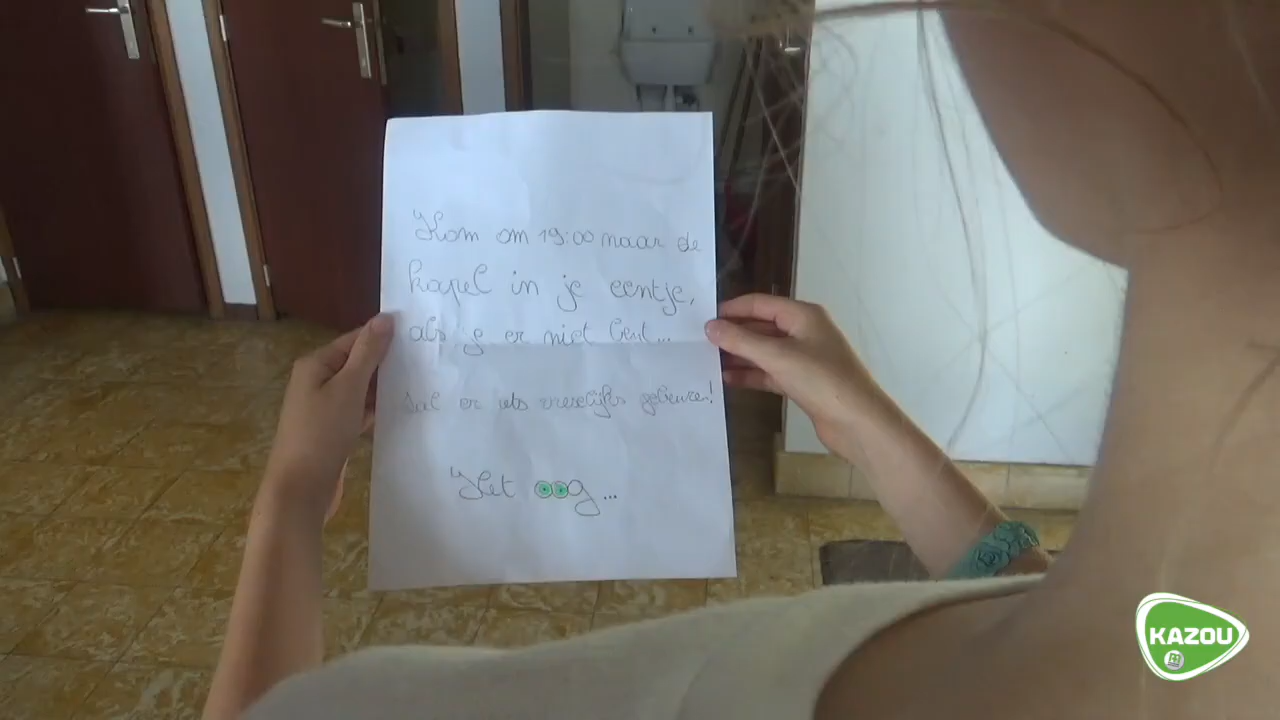 Kom om 19:00 naar de
kapel in je eentje,
als je er niet bent...
zal er iets vreselijks gebeuren!
Het oog...
KAZOU